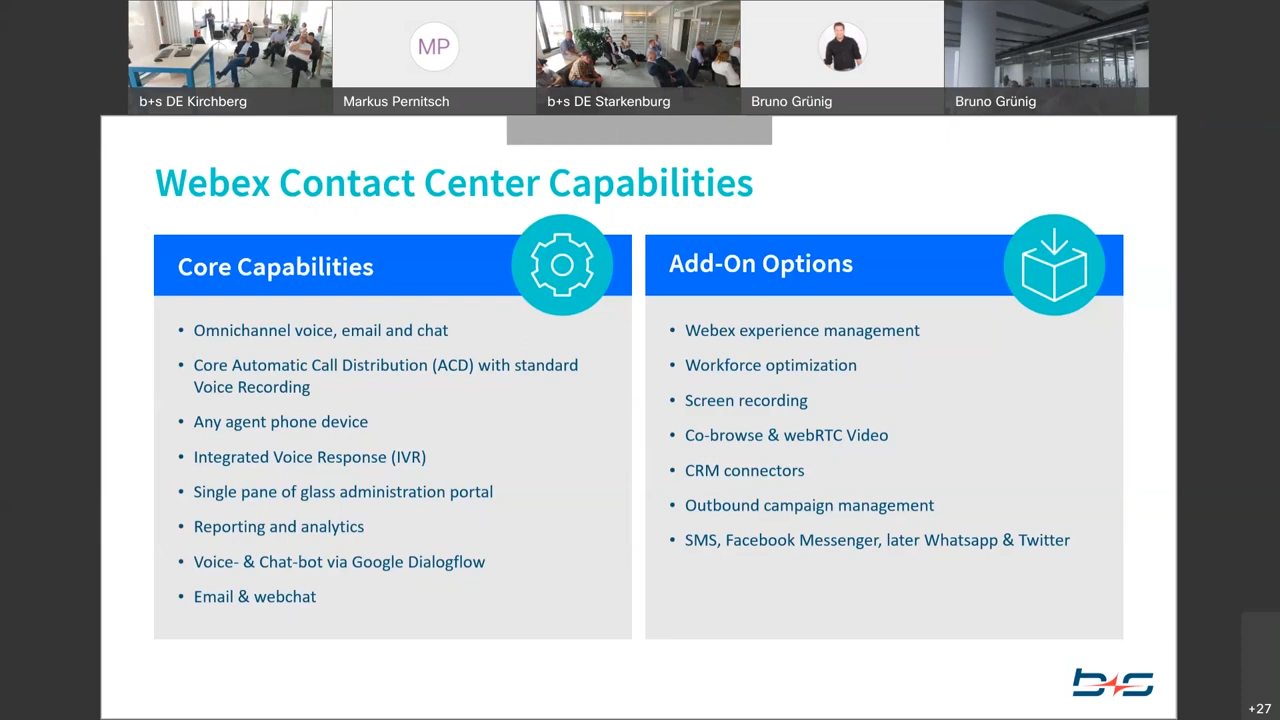 MP
b+s DE Kirchberg
Markus Pernitsch
b+s DE Starkenburg
Bruno Grünig
Bruno Grünig
Webex Contact Center Capabilities
Core Capabilities
• Omnichannel voice, email and chat
• Core Automatic Call Distribution (ACD) with standard
Voice Recording
• Any agent phone device
• Integrated Voice Response (IVR)
• Single pane of glass administration portal
• Reporting and analytics
• Voice- & Chat-bot via Google Dialogflow
• Email & webchat
Add-On Options
• Webex experience management
• Workforce optimization
• Screen recording
• Co-browse & webRTC Video
• CRM connectors
• Outbound campaign management
• SMS, Facebook Messenger, later Whatsapp & Twitter
b+s
+27